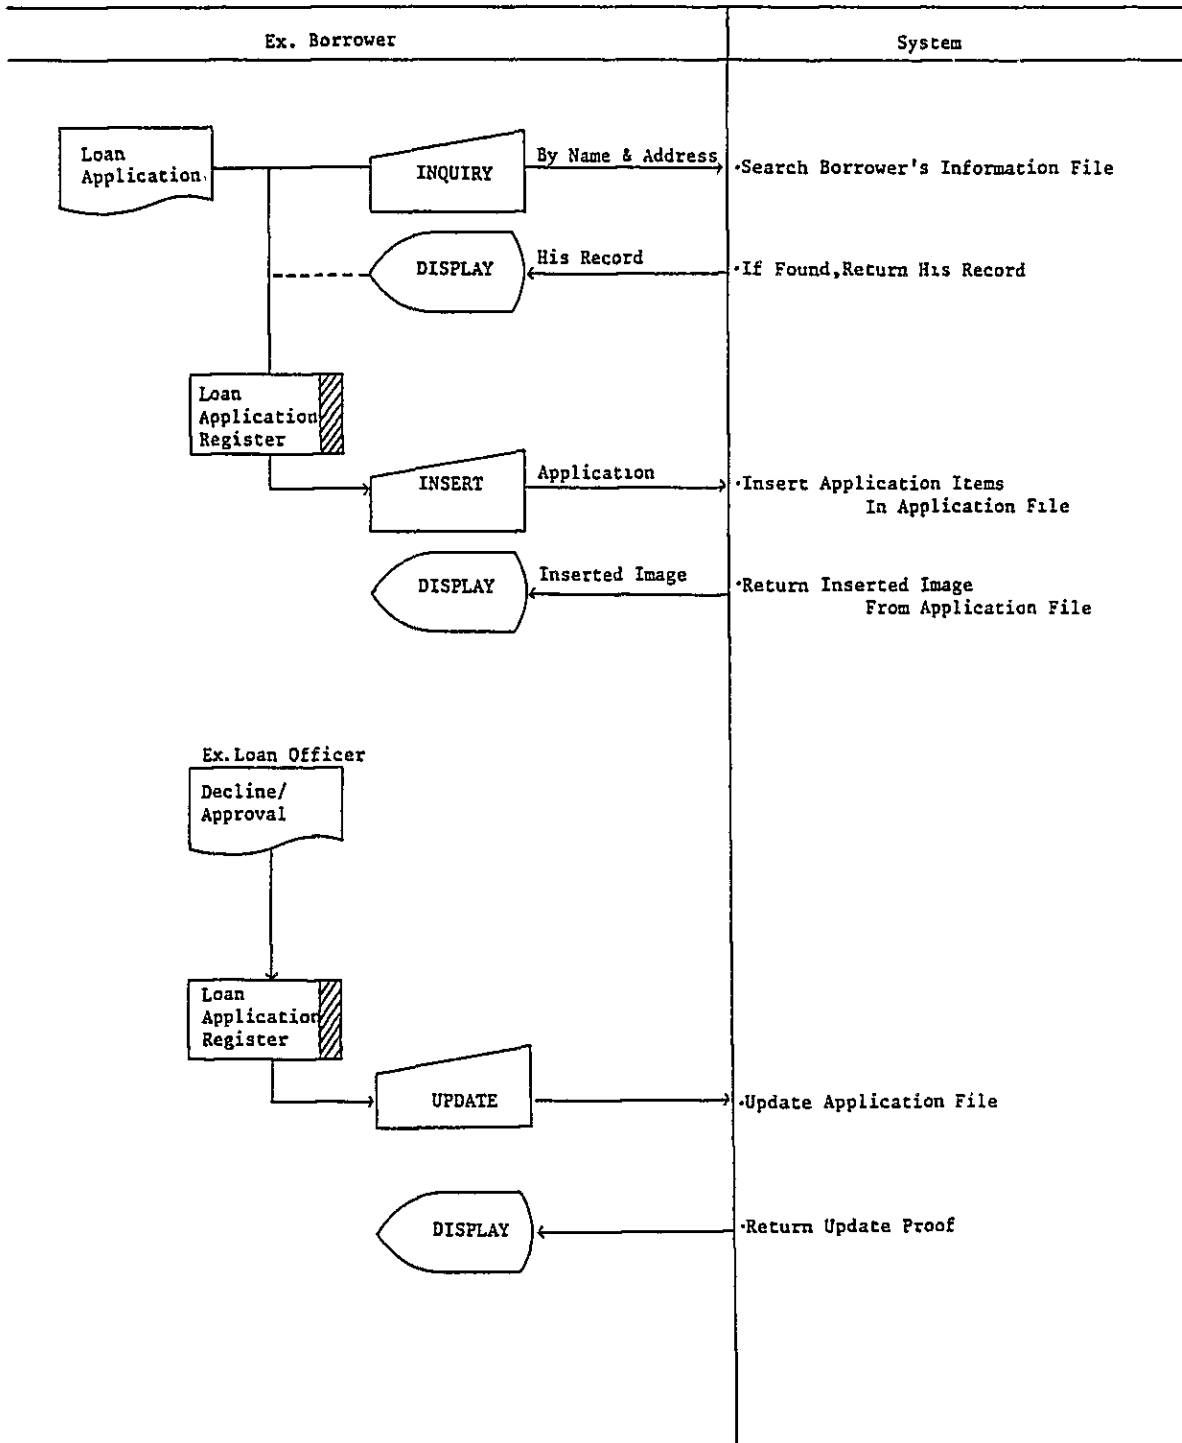 Ex. Borrower
System
Loan
Application
INQUIRY
By Name & Address
·Search Borrower's Information File
DISPLAY
His Record
·If Found,Return His Record
Loan
Application
Register
INSERT
Application
·Insert Application Items
In Application File
DISPLAY
Inserted Image
·Return Inserted Image
From Application File
Ex.Loan Officer
Decline/
Approval
Loan
Application
Register
UPDATE
·Update Application File
DISPLAY
·Return Update Proof